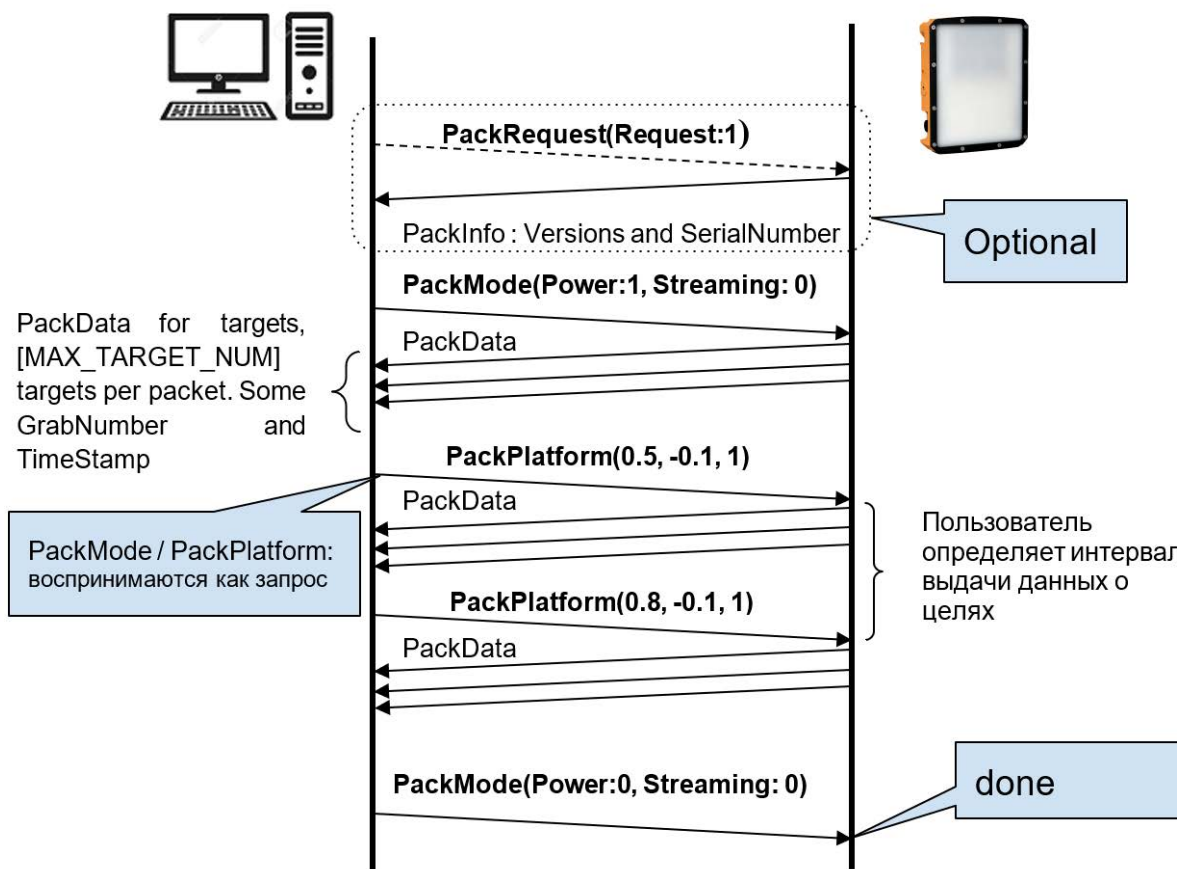 PackRequest(Request:1)
PackInfo : Versions and SerialNumber
Optional
PackMode(Power:1, Streaming: 0)
PackData for targets,
[MAX_TARGET_NUM]
targets per packet. Some
GrabNumber and
TimeStamp
PackData
PackPlatform(0.5, -0.1, 1)
PackData
PackMode / PackPlatform:
воспринимаются как запрос
Пользователь
определяет интервал
выдачи данных о
целях
PackPlatform(0.8, -0.1, 1)
PackData
PackMode(Power:0, Streaming: 0)
done